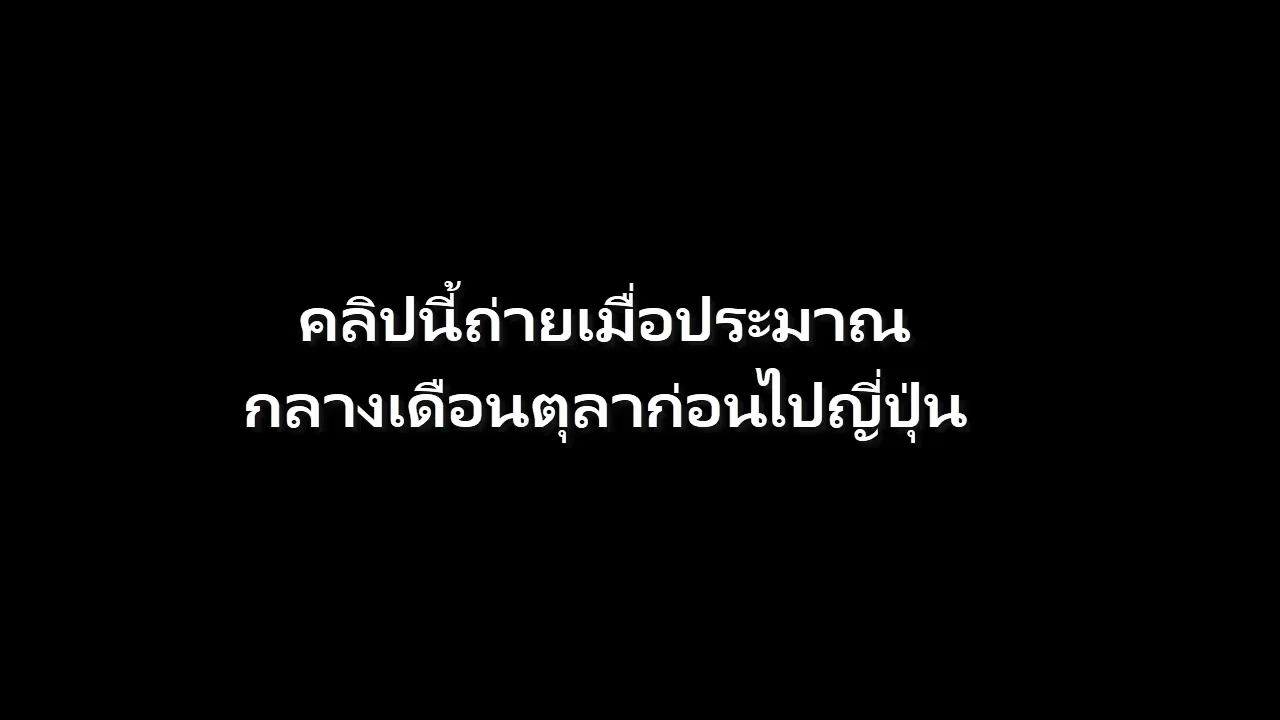 คลิปนี้ถ่ายเมื่อประมาณ
กลางเดือนตุลาก่อนไปญี่ปุ่น